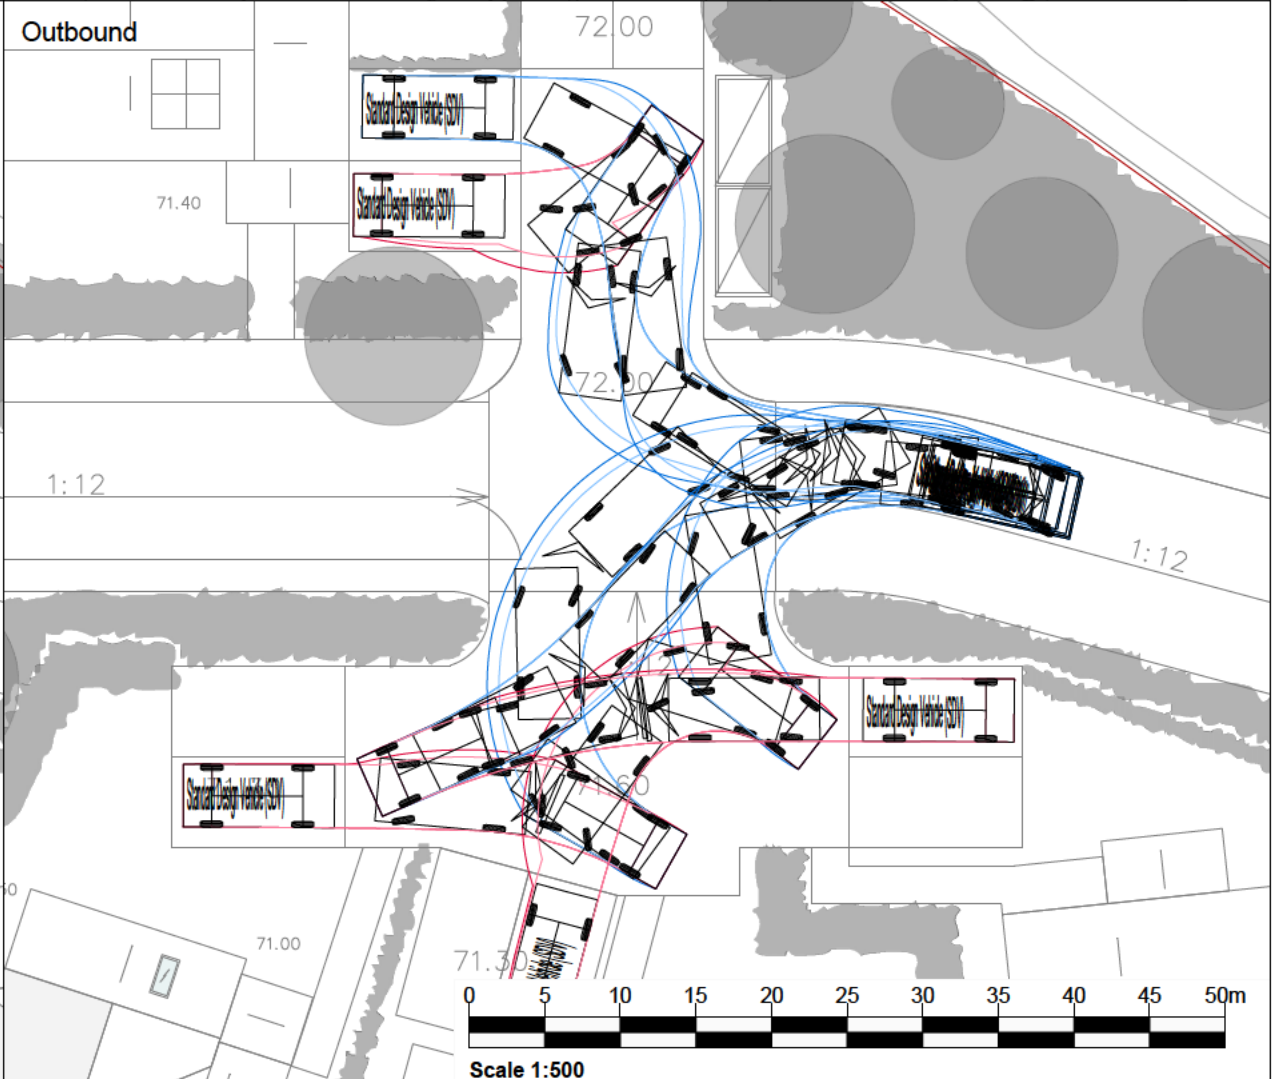 Outbound
72.00
Standard Design Vehicle (SDV)
Standard Design Vehicle (SDV)
71.40
72.00
1:12
1:12
Standard Design Vehicle (SDV)
Standard Design Vehicle (SDV)
71.60
71.00
71.30
0 5 10 15 20 25 30 35 40 45 50m
Scale 1:500